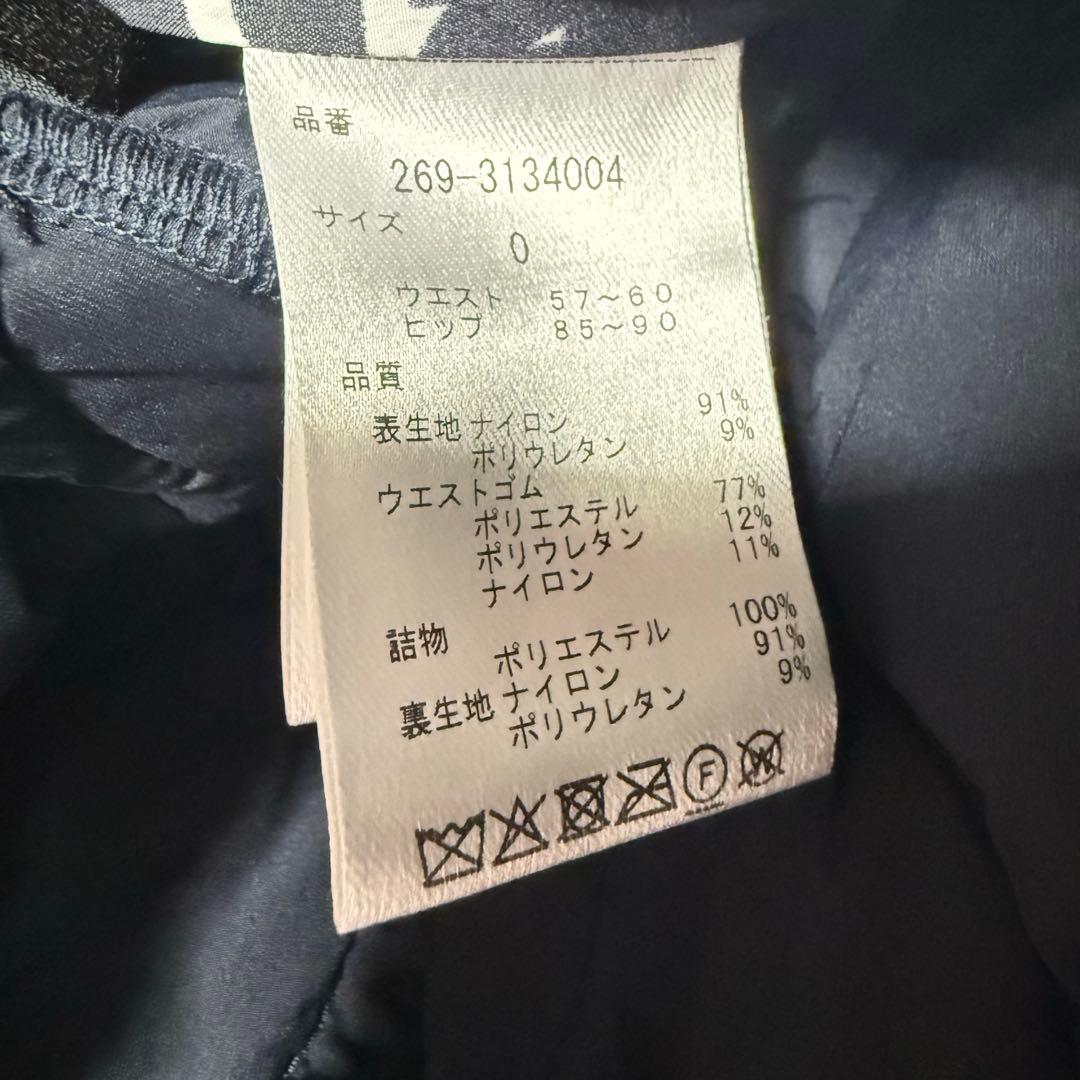 品番
269-3134004
サイズ
0
ウエスト 57～60
ヒップ 85～90
品質
表生地 ナイロン 91%
ポリウレタン 9%
ウエストゴム
ポリエステル 77%
ポリウレタン 12%
ナイロン 11%
詰物
ポリエステル 100%
裏生地 ナイロン 91%
ポリウレタン 9%
F
W